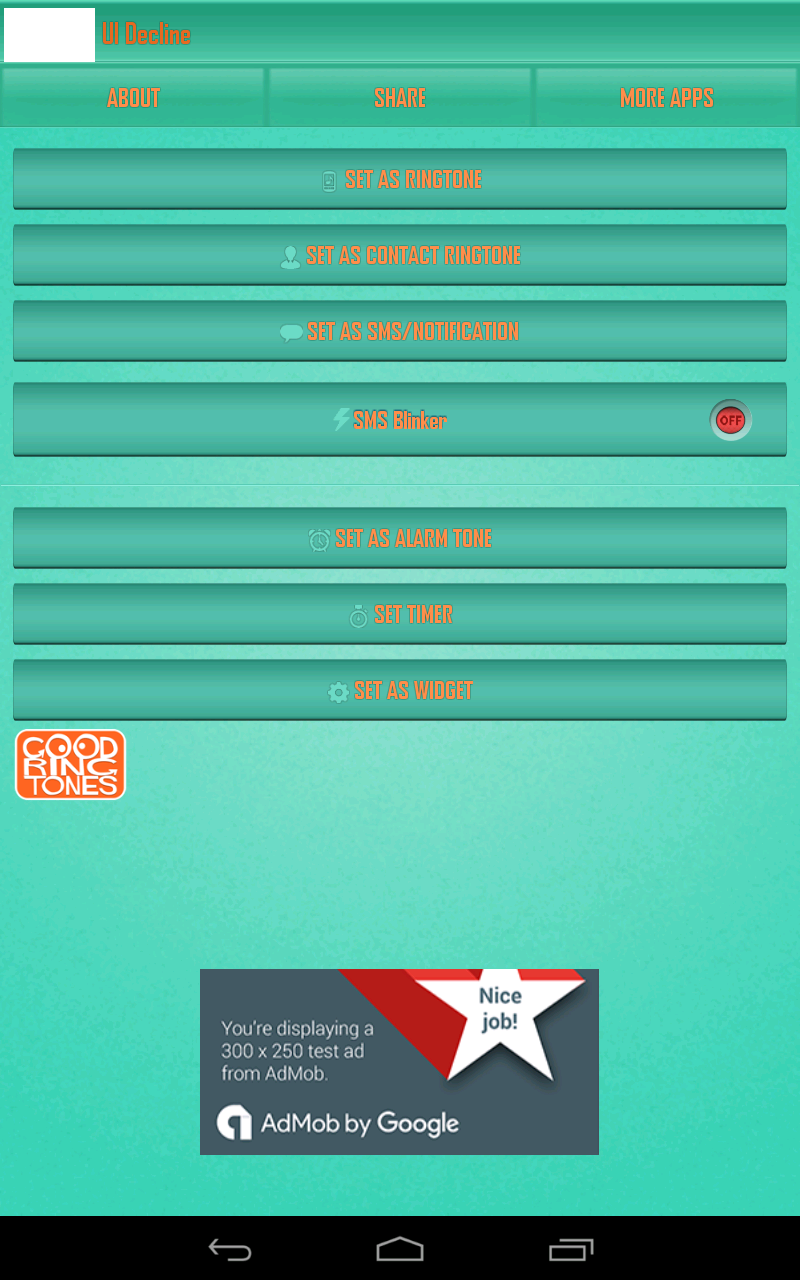 UI Decline
ABOUT
SHARE
MORE APPS
SET AS RINGTONE
SET AS CONTACT RINGTONE
SET AS SMS/NOTIFICATION
SMS Blinker
OFF
SET AS ALARM TONE
SET TIMER
SET AS WIDGET
GOOD
RING
TONES
Nice
job!
You're displaying a
300 x 250 test ad
from AdMob.
AdMob by Google